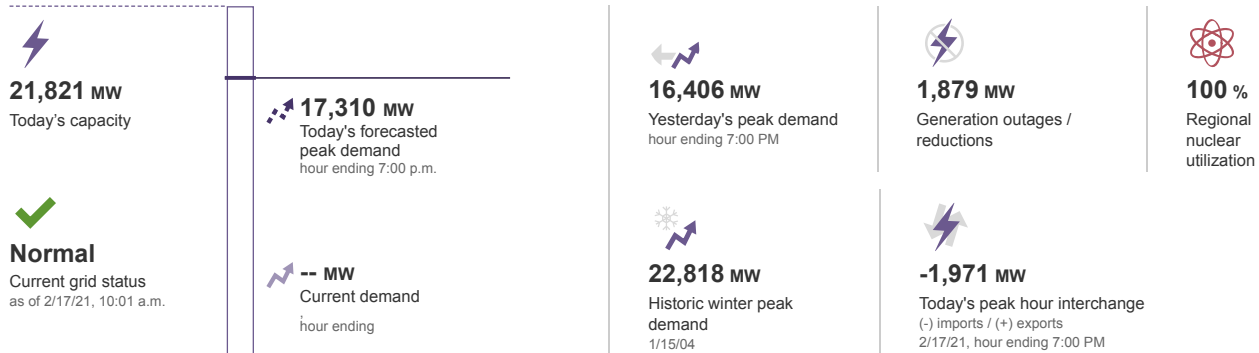 21,821 MW
Today's capacity
Normal
Current grid status
as of 2/17/21, 10:01 a.m.
17,310 MW
Today's forecasted
peak demand
hour ending 7:00 p.m.
-- MW
Current demand
,
hour ending
16,406 MW
Yesterday's peak demand
hour ending 7:00 PM
1,879 MW
Generation outages /
reductions
100 %
Regional
nuclear
utilization
22,818 MW
Historic winter peak
demand
1/15/04
-1,971 MW
Today's peak hour interchange
(-) imports / (+) exports
2/17/21, hour ending 7:00 PM